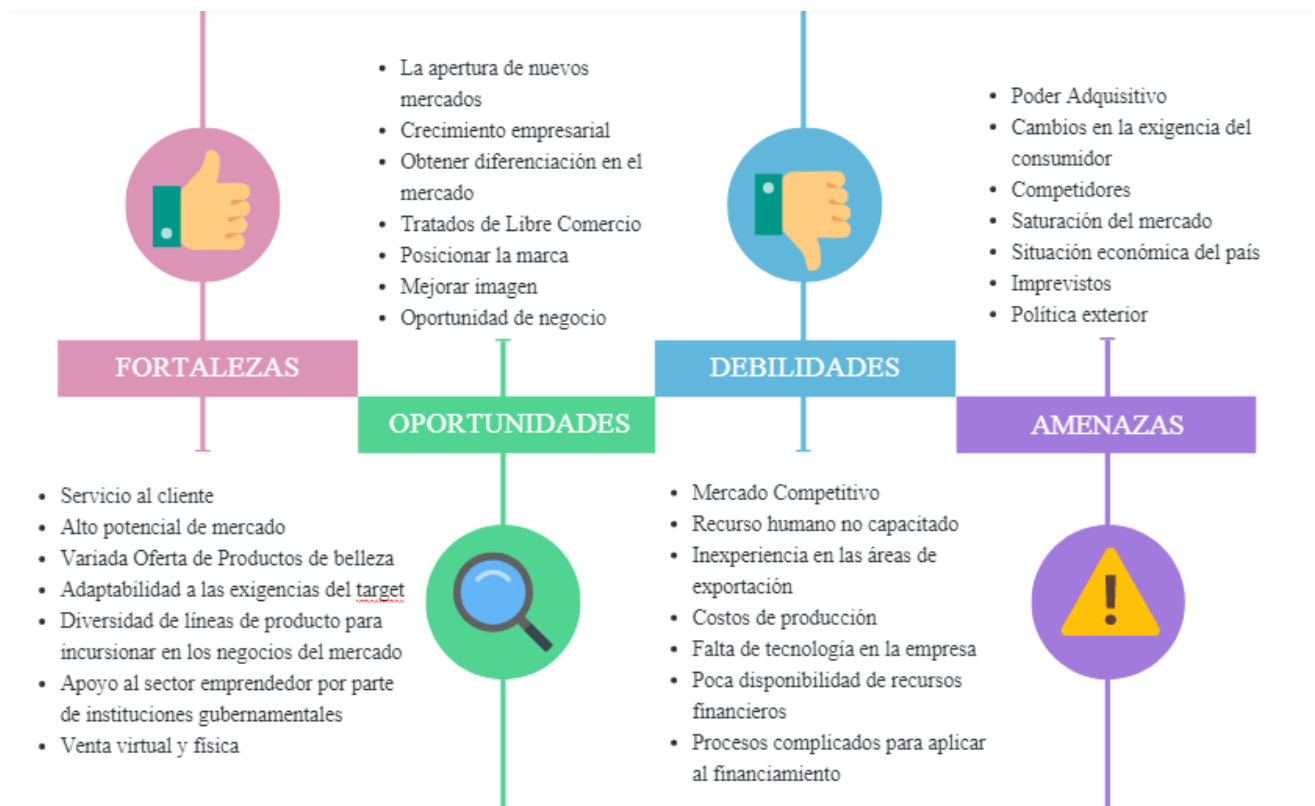 FORTALEZAS
• Servicio al cliente
• Alto potencial de mercado
• Variada Oferta de Productos de belleza
• Adaptabilidad a las exigencias del target
• Diversidad de líneas de producto para
incursionar en los negocios del mercado
• Apoyo al sector emprendedor por parte
de instituciones gubernamentales
• Venta virtual y física
• La apertura de nuevos
mercados
• Crecimiento empresarial
• Obtener diferenciación en el
mercado
• Tratados de Libre Comercio
• Posicionar la marca
• Mejorar imagen
• Oportunidad de negocio
OPORTUNIDADES
DEBILIDADES
• Mercado Competitivo
• Recurso humano no capacitado
• Inexperiencia en las áreas de
exportación
• Costos de producción
• Falta de tecnología en la empresa
• Poca disponibilidad de recursos
financieros
• Procesos complicados para aplicar
al financiamiento
• Poder Adquisitivo
• Cambios en la exigencia del
consumidor
• Competidores
• Saturación del mercado
• Situación económica del país
• Imprevistos
• Política exterior
AMENAZAS